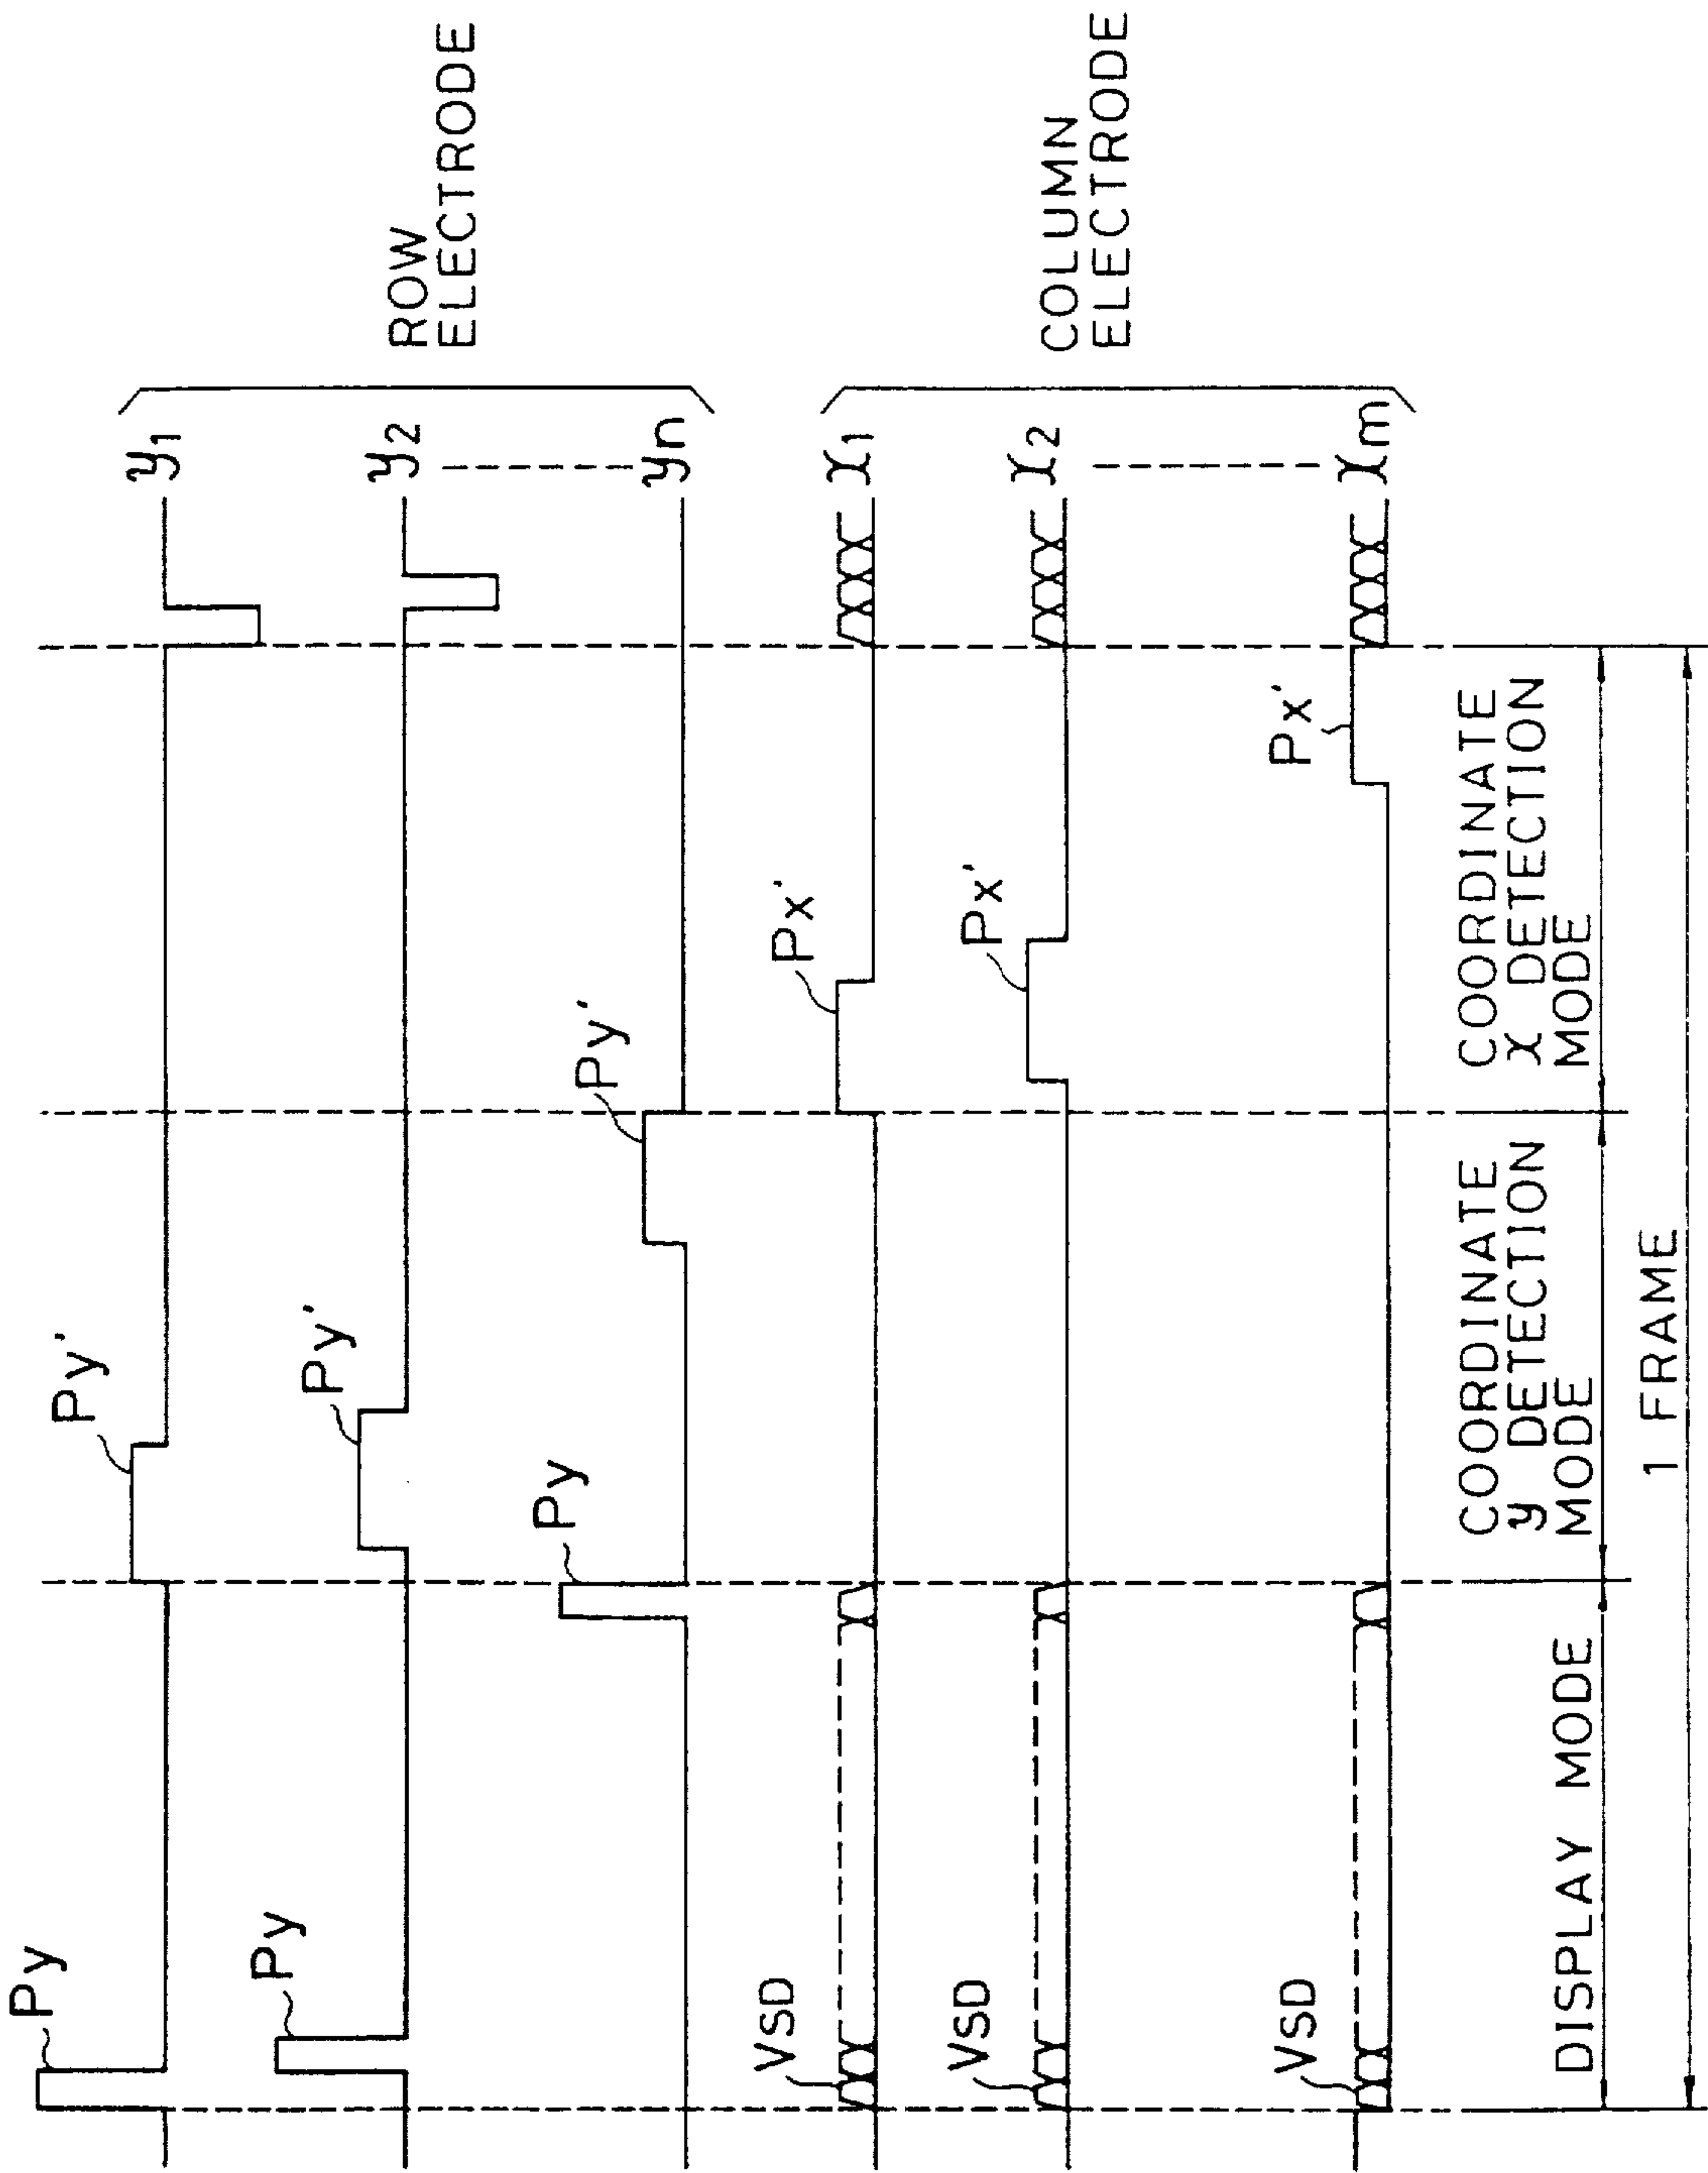 Py
Py'
y1
Py
Py'
y2
Py
Py'
yn
ROW
ELECTRODE
VSD
Px'
x1
VSD
Px'
x2
VSD
Px'
xm
COLUMN
ELECTRODE
DISPLAY MODE
COORDINATE
y DETECTION
MODE
COORDINATE
x DETECTION
MODE
1 FRAME